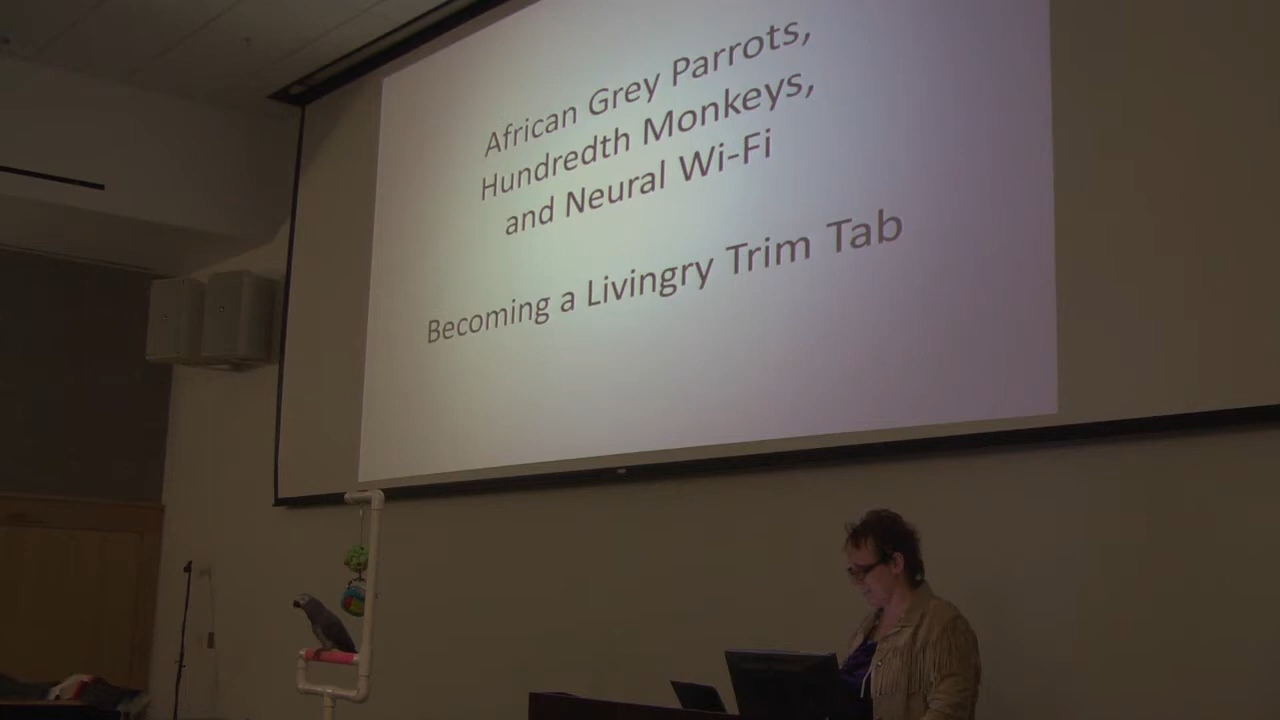 African Grey Parrots,
Hundredth Monkeys,
and Neural Wi-Fi
Becoming a Livingry Trim Tab